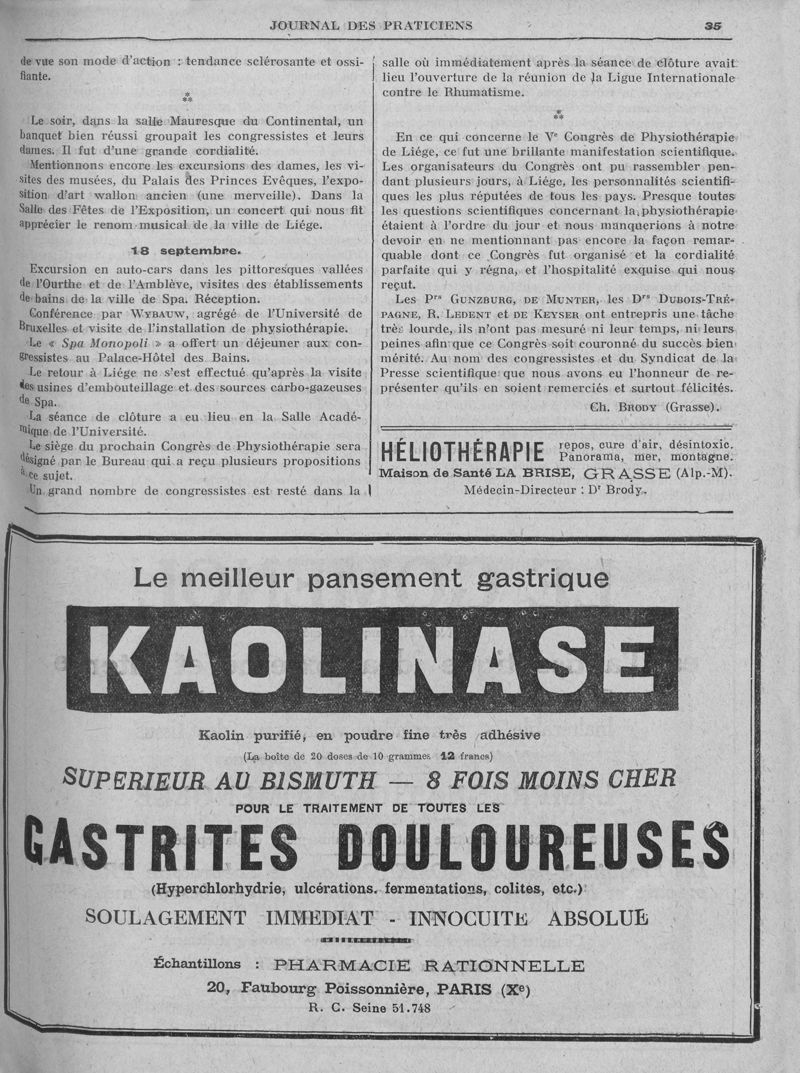 JOURNAL DES PRATICIENS 35
de vue son mode d'action : tendance sclérosante et ossi-
fiante.
***
Le soir, dans la salle Mauresque du Continental, un
banquet bien réussi groupait les congressistes et leurs
dames. Il fut d'une grande cordialité.
Mentionnons encore les excursions des dames, les vi-
sites des musées, du Palais des Princes Evêques, l'expo-
sition d'art wallon ancien (une merveille). Dans la
Salle des Fêtes de l'Exposition, un concert qui nous fit
apprécier le renom musical de la ville de Liége.
18 septembre.
Excursion en auto-cars dans les pittoresques vallées
de l'Ourthe et de l'Amblève, visites des établissements
de bains de la ville de Spa. Réception.
Conférence par WYBAUW, agrégé de l'Université de
Bruxelles et visite de l'installation de physiothérapie.
Le « Spa Monopoli » a offert un déjeuner aux con-
gressistes au Palace-Hôtel des Bains.
Le retour à Liége ne s'est effectué qu'après la visite
des usines d'embouteillage et des sources carbo-gazeuses
de Spa.
La séance de clôture a eu lieu en la Salle Acadé-
mique de l'Université.
Le siège du prochain Congrès de Physiothérapie sera
désigné par le Bureau qui a reçu plusieurs propositions
à ce sujet.
Un grand nombre de congressistes est resté dans la
salle où immédiatement après la séance de clôture avait
lieu l'ouverture de la réunion de la Ligue Internationale
contre le Rhumatisme.
***
En ce qui concerne le Ve Congrès de Physiothérapie
de Liége, ce fut une brillante manifestation scientifique.
Les organisateurs du Congrès ont pu rassembler pen-
dant plusieurs jours, à Liége, les personnalités scientifi-
ques les plus réputées de tous les pays. Presque toutes
les questions scientifiques concernant la physiothérapie
étaient à l'ordre du jour et nous manquerions à notre
devoir en ne mentionnant pas encore la façon remar-
quable dont ce Congrès fut organisé et la cordialité
parfaite qui y régna, et l'hospitalité exquise qui nous
reçut.
Les Prs GUNZBURG, DE MUNTER, les Drs DUBOIS-TRÉ-
PAGNE, R. LEDENT et DE KEYSER ont entrepris une tâche
très lourde, ils n'ont pas mesuré ni leur temps, ni leurs
peines afin que ce Congrès soit couronné du succès bien
mérité. Au nom des congressistes et du Syndicat de la
Presse scientifique que nous avons eu l'honneur de re-
présenter qu'ils en soient remerciés et surtout félicités.
Ch. BRODY (Grasse).
HÉLIOTHÉRAPIE repos, cure d'air, désintoxic.
Panorama, mer, montagne.
Maison de Santé LA BRISE, GRASSE (Alp.-M).
Médecin-Directeur : Dr Brody.
Le meilleur pansement gastrique
KAOLINASE
Kaolin purifié, en poudre fine très adhésive
(La boîte de 20 doses de 10 grammes 12 francs)
SUPERIEUR AU BISMUTH — 8 FOIS MOINS CHER
POUR LE TRAITEMENT DE TOUTES LES
GASTRITES DOULOUREUSES
(Hyperchlorhydrie, ulcérations. fermentations, colites, etc.)
SOULAGEMENT IMMEDIAT - INNOCUITE ABSOLUE
Échantillons : PHARMACIE RATIONNELLE
20, Faubourg Poissonnière, PARIS (Xe)
R. C. Seine 51.748